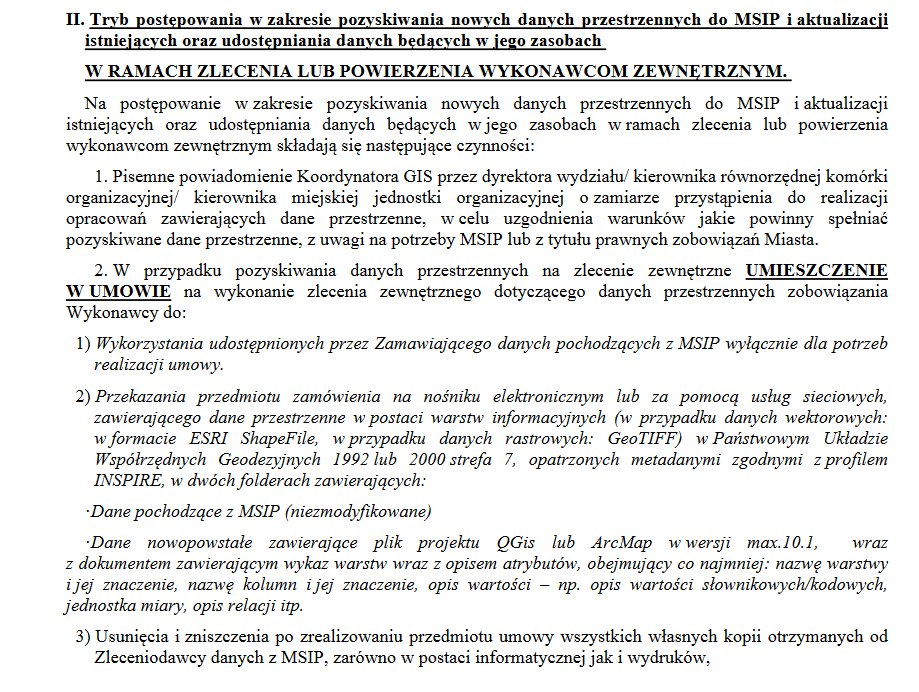 II. Tryb postępowania w zakresie pozyskiwania nowych danych przestrzennych do MSIP i aktualizacji
istniejących oraz udostępniania danych będących w jego zasobach
W RAMACH ZLECENIA LUB POWIERZENIA WYKONAWCOM ZEWNĘTRZNYM.
Na postępowanie w zakresie pozyskiwania nowych danych przestrzennych do MSIP i aktualizacji
istniejących oraz udostępniania danych będących w jego zasobach w ramach zlecenia lub powierzenia
wykonawcom zewnętrznym składają się następujące czynności:
1. Pisemne powiadomienie Koordynatora GIS przez dyrektora wydziału/ kierownika równorzędnej komórki
organizacyjnej/ kierownika miejskiej jednostki organizacyjnej o zamiarze przystąpienia do realizacji
opracowań zawierających dane przestrzenne, w celu uzgodnienia warunków jakie powinny spełniać
pozyskiwane dane przestrzenne, z uwagi na potrzeby MSIP lub z tytułu prawnych zobowiązań Miasta.
2. W przypadku pozyskiwania danych przestrzennych na zlecenie zewnętrzne UMIESZCZENIE
W UMOWIE na wykonanie zlecenia zewnętrznego dotyczącego danych przestrzennych zobowiązania
Wykonawcy do:
1) Wykorzystania udostępnionych przez Zamawiającego danych pochodzących z MSIP wyłącznie dla potrzeb
realizacji umowy.
2) Przekazania przedmiotu zamówienia na nośniku elektronicznym lub za pomocą usług sieciowych,
zawierającego dane przestrzenne w postaci warstw informacyjnych (w przypadku danych wektorowych:
w formacie ESRI ShapeFile, w przypadku danych rastrowych: GeoTIFF) w Państwowym Układzie
Współrzędnych Geodezyjnych 1992 lub 2000 strefa 7, opatrzonych metadanymi zgodnymi z profilem
INSPIRE, w dwóch folderach zawierających:
·Dane pochodzące z MSIP (niezmodyfikowane)
·Dane nowopowstałe zawierające plik projektu QGis lub ArcMap w wersji max.10.1, wraz
z dokumentem zawierającym wykaz warstw wraz z opisem atrybutów, obejmujący co najmniej: nazwę warstwy
i jej znaczenie, nazwę kolumn i jej znaczenie, opis wartości – np. opis wartości słownikowych/kodowych,
jednostka miary, opis relacji itp.
3) Usunięcia i zniszczenia po zrealizowaniu przedmiotu umowy wszystkich własnych kopii otrzymanych od
Zleceniodawcy danych z MSIP, zarówno w postaci informatycznej jak i wydruków,